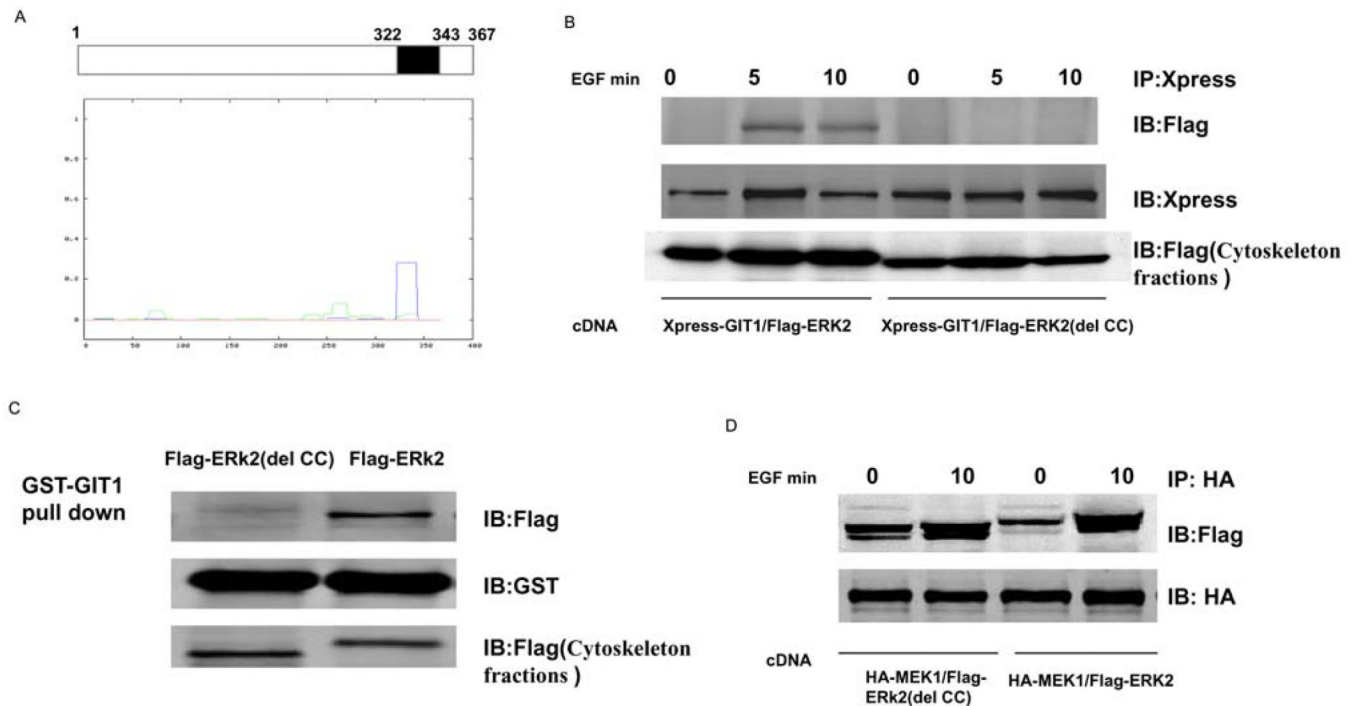 A
1 322 343 367
1
0.8
0.6
0.4
0.2
0
0 50 100 150 200 250 300 350 400
B
EGF min 0 5 10 0 5 10 IP:Xpress
IB:Flag
IB:Xpress
IB:Flag(Cytoskeleton
fractions )
cDNA Xpress-GIT1/Flag-ERK2 Xpress-GIT1/Flag-ERK2(del CC)
C
Flag-ERk2(del CC) Flag-ERk2
GST-GIT1
pull down
IB:Flag
IB:GST
IB:Flag(Cytoskeleton
fractions )
D
EGF min 0 10 0 10 IP: HA
IB:Flag
IB: HA
cDNA
HA-MEK1/Flag-
ERk2(del CC)
HA-MEK1/Flag-ERK2